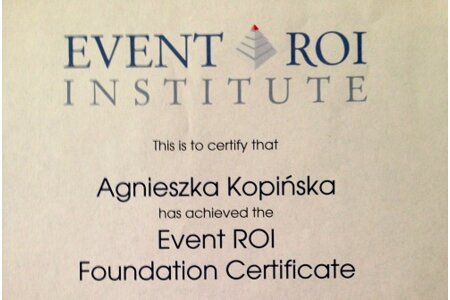 EVENT ROI
INSTITUTE
This is to certify that
Agnieszka Kopińska
has achieved the
Event ROI
Foundation Certificate